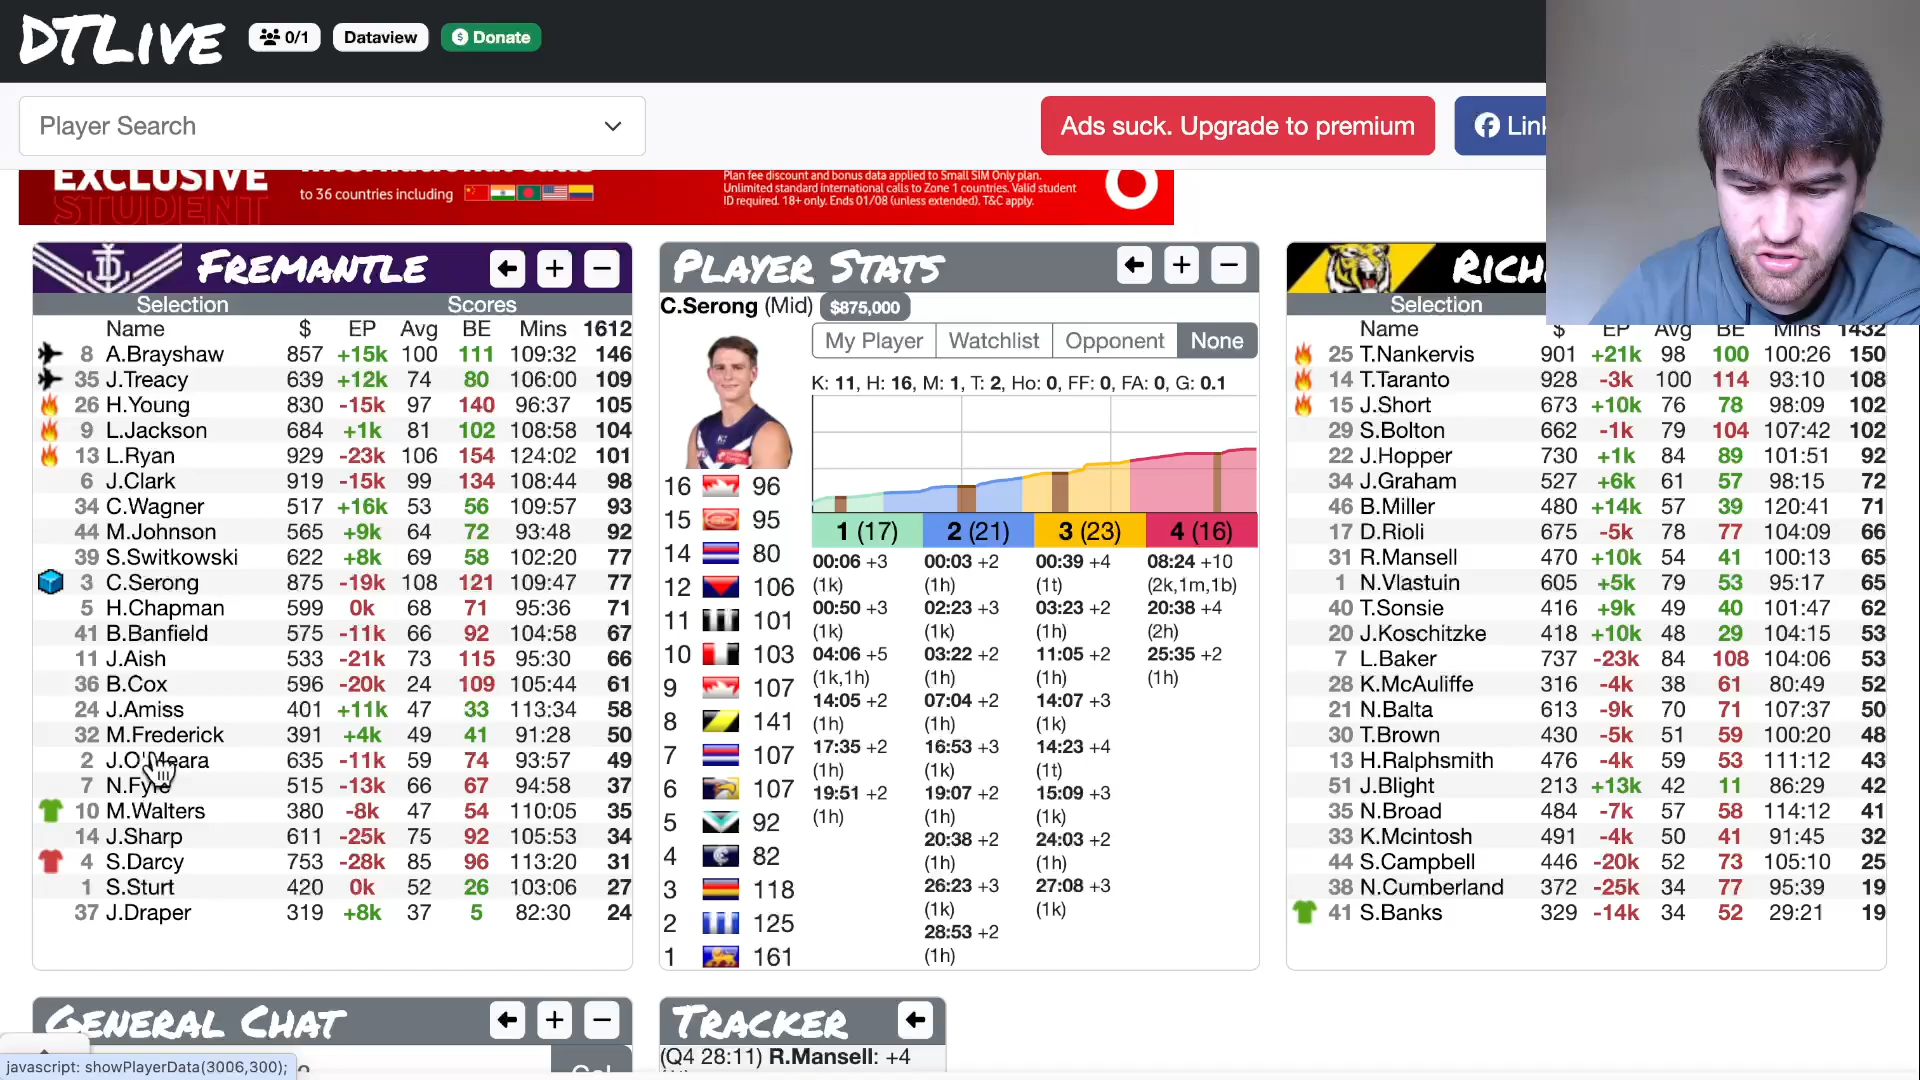 DTLIVE 0/1 Dataview $ Donate
Player Search
Ads suck. Upgrade to premium
EXCLUSIVE
STUDENT
to 36 countries including
Plan fee discount and bonus data applied to Small SIM Only plan.
Unlimited standard international calls to Zone 1 countries. Valid student
ID required. 18+ only. Ends 01/08 (unless extended). T&C apply.
FREMANTLE
Selection Scores
Name $ EP Avg BE Mins 1612
8 A.Brayshaw 857 +15k 100 111 109:32 146
35 J.Treacy 639 +12k 74 80 106:00 109
26 H.Young 830 -15k 97 140 96:37 105
9 L.Jackson 684 +1k 81 102 108:58 104
13 L.Ryan 929 -23k 106 154 124:02 101
6 J.Clark 919 -15k 99 134 108:44 98
34 C.Wagner 517 +16k 53 56 109:57 93
44 M.Johnson 565 +9k 64 72 93:48 92
39 S.Switkowski 622 +8k 69 58 102:20 77
3 C.Serong 875 -19k 108 121 109:47 77
5 H.Chapman 599 0k 68 71 95:36 71
41 B.Banfield 575 -11k 66 92 104:58 67
11 J.Aish 533 -21k 73 115 95:30 66
36 B.Cox 596 -20k 24 109 105:44 61
24 J.Amiss 401 +11k 47 33 113:34 58
32 M.Frederick 391 +4k 49 41 91:28 50
2 J.O'Meara 635 -11k 59 74 93:57 49
7 N.Fyfe 515 -13k 66 67 94:58 37
10 M.Walters 380 -8k 47 54 110:05 35
14 J.Sharp 611 -25k 75 92 105:53 34
4 S.Darcy 753 -28k 85 96 113:20 31
1 S.Sturt 420 0k 52 26 103:06 27
37 J.Draper 319 +8k 37 5 82:30 24
PLAYER STATS
C.Serong (Mid) $875,000
My Player Watchlist Opponent None
K: 11, H: 16, M: 1, T: 2, Ho: 0, FF: 0, FA: 0, G: 0.1
16 96
15 95
14 80
12 106
11 101
10 103
9 107
8 141
7 107
6 107
5 92
4 82
3 118
2 125
1 161
1 (17) 2 (21) 3 (23) 4 (16)
00:06 +3 00:03 +2 00:39 +4 08:24 +10
(1k) (1h) (1t) (2k,1m,1b)
00:50 +3 02:23 +3 03:23 +2 20:38 +4
(1k) (1k) (1h) (2h)
04:06 +5 03:22 +2 11:05 +2 25:35 +2
(1k,1h) (1h) (1h) (1h)
14:05 +2 07:04 +2 14:07 +3
(1h) (1h) (1k)
17:35 +2 16:53 +3 14:23 +4
(1h) (1k) (1t)
19:51 +2 19:07 +2 15:09 +3
(1h) (1h) (1k)
20:38 +2 24:03 +2
(1h) (1h)
26:23 +3 27:08 +3
(1k) (1k)
28:53 +2
(1h)
Selection
Name $ EP Avg BE Mins 1432
25 T.Nankervis 901 +21k 98 100 100:26 150
14 T.Taranto 928 -3k 100 114 93:10 108
15 J.Short 673 +10k 76 78 98:09 102
29 S.Bolton 662 -1k 79 104 107:42 102
22 J.Hopper 730 +1k 84 89 101:51 92
34 J.Graham 527 +6k 61 57 98:15 72
46 B.Miller 480 +14k 57 39 120:41 71
17 D.Rioli 675 -5k 78 77 104:09 66
31 R.Mansell 470 +10k 54 41 100:13 65
1 N.Vlastuin 605 +5k 79 53 95:17 65
40 T.Sonsie 416 +9k 49 40 101:47 62
20 J.Koschitzke 418 +10k 48 29 104:15 53
7 L.Baker 737 -23k 84 108 104:06 53
28 K.McAuliffe 316 -4k 38 61 80:49 52
21 N.Balta 613 -9k 70 71 107:37 50
30 T.Brown 430 -5k 51 59 100:20 48
13 H.Ralphsmith 476 -4k 59 53 111:12 43
51 J.Blight 213 +13k 42 11 86:29 42
35 N.Broad 484 -7k 57 58 114:12 41
33 K.Mcintosh 491 -4k 50 41 91:45 32
44 S.Campbell 446 -20k 52 73 105:10 25
38 N.Cumberland 372 -25k 34 77 95:39 19
41 S.Banks 329 -14k 34 52 29:21 19
GENERAL CHAT
TRACKER
(Q4 28:11) R.Mansell: +4
javascript: showPlayerData(3006,300);